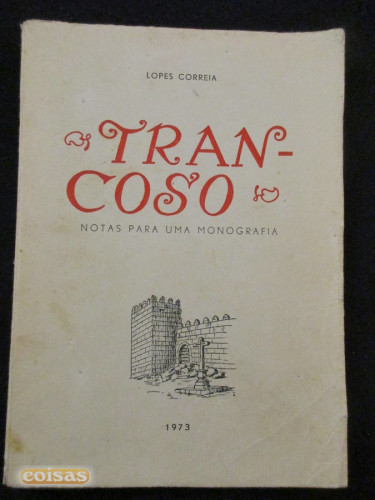 LOPES CORREIA
TRAN-
COSO
NOTAS PARA UMA MONOGRAFIA
1973
coisas